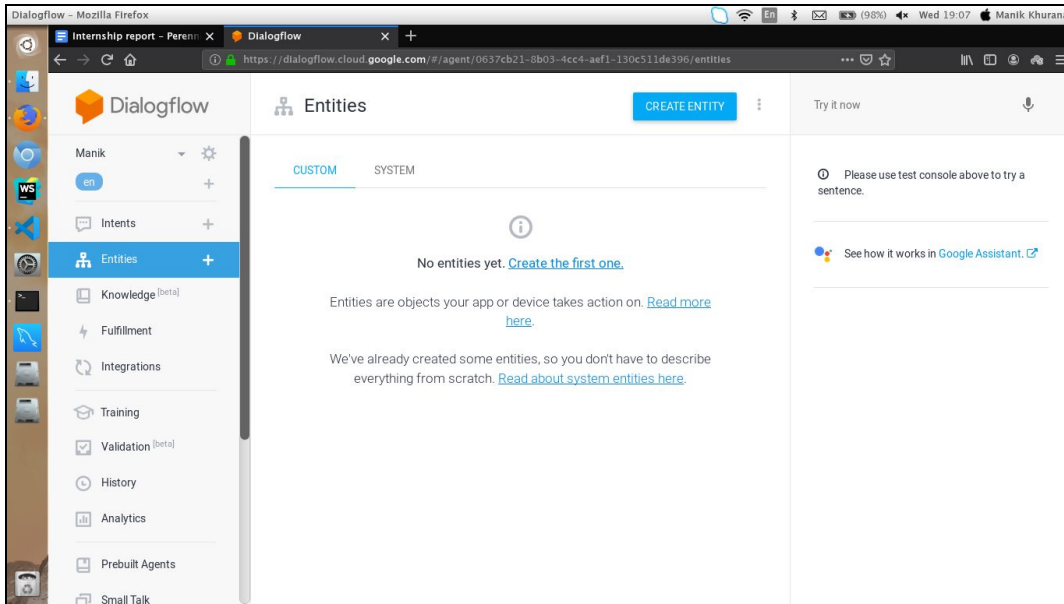 Dialogflow - Mozilla Firefox
En
(98%)
Wed 19:07
Manik Khurana
Internship report - Perenn
Dialogflow
https://dialogflow.cloud.google.com/#/agent/0637cb21-8b03-4cc4-aef1-130c511de396/entities
Dialogflow
Manik
en
Intents
Entities
Knowledge [beta]
Fulfillment
Integrations
Training
Validation [beta]
History
Analytics
Prebuilt Agents
Small Talk
WS
Entities
CREATE ENTITY
CUSTOM
SYSTEM
No entities yet. Create the first one.
Entities are objects your app or device takes action on. Read more
here.
We've already created some entities, so you don't have to describe
everything from scratch. Read about system entities here.
Try it now
Please use test console above to try a
sentence.
See how it works in Google Assistant.